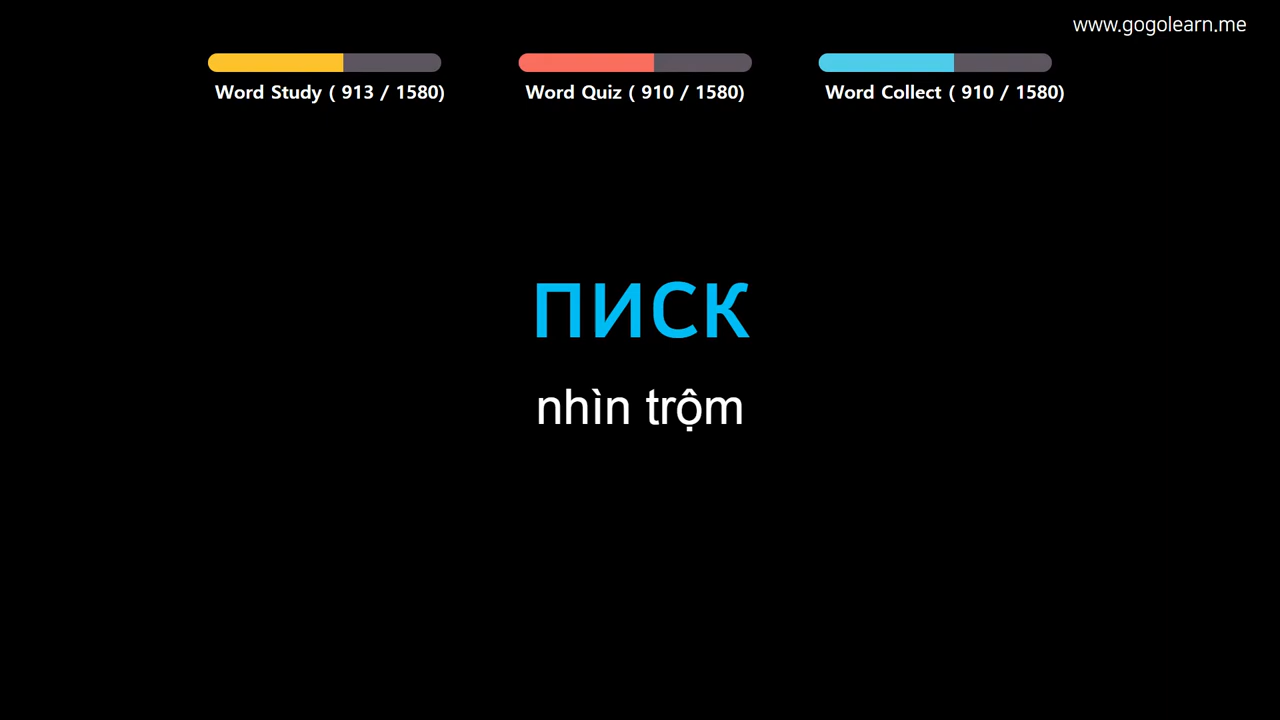 www.gogolearn.me
Word Study ( 913 / 1580)
Word Quiz ( 910 / 1580)
Word Collect ( 910 / 1580)
писк
nhìn trộm